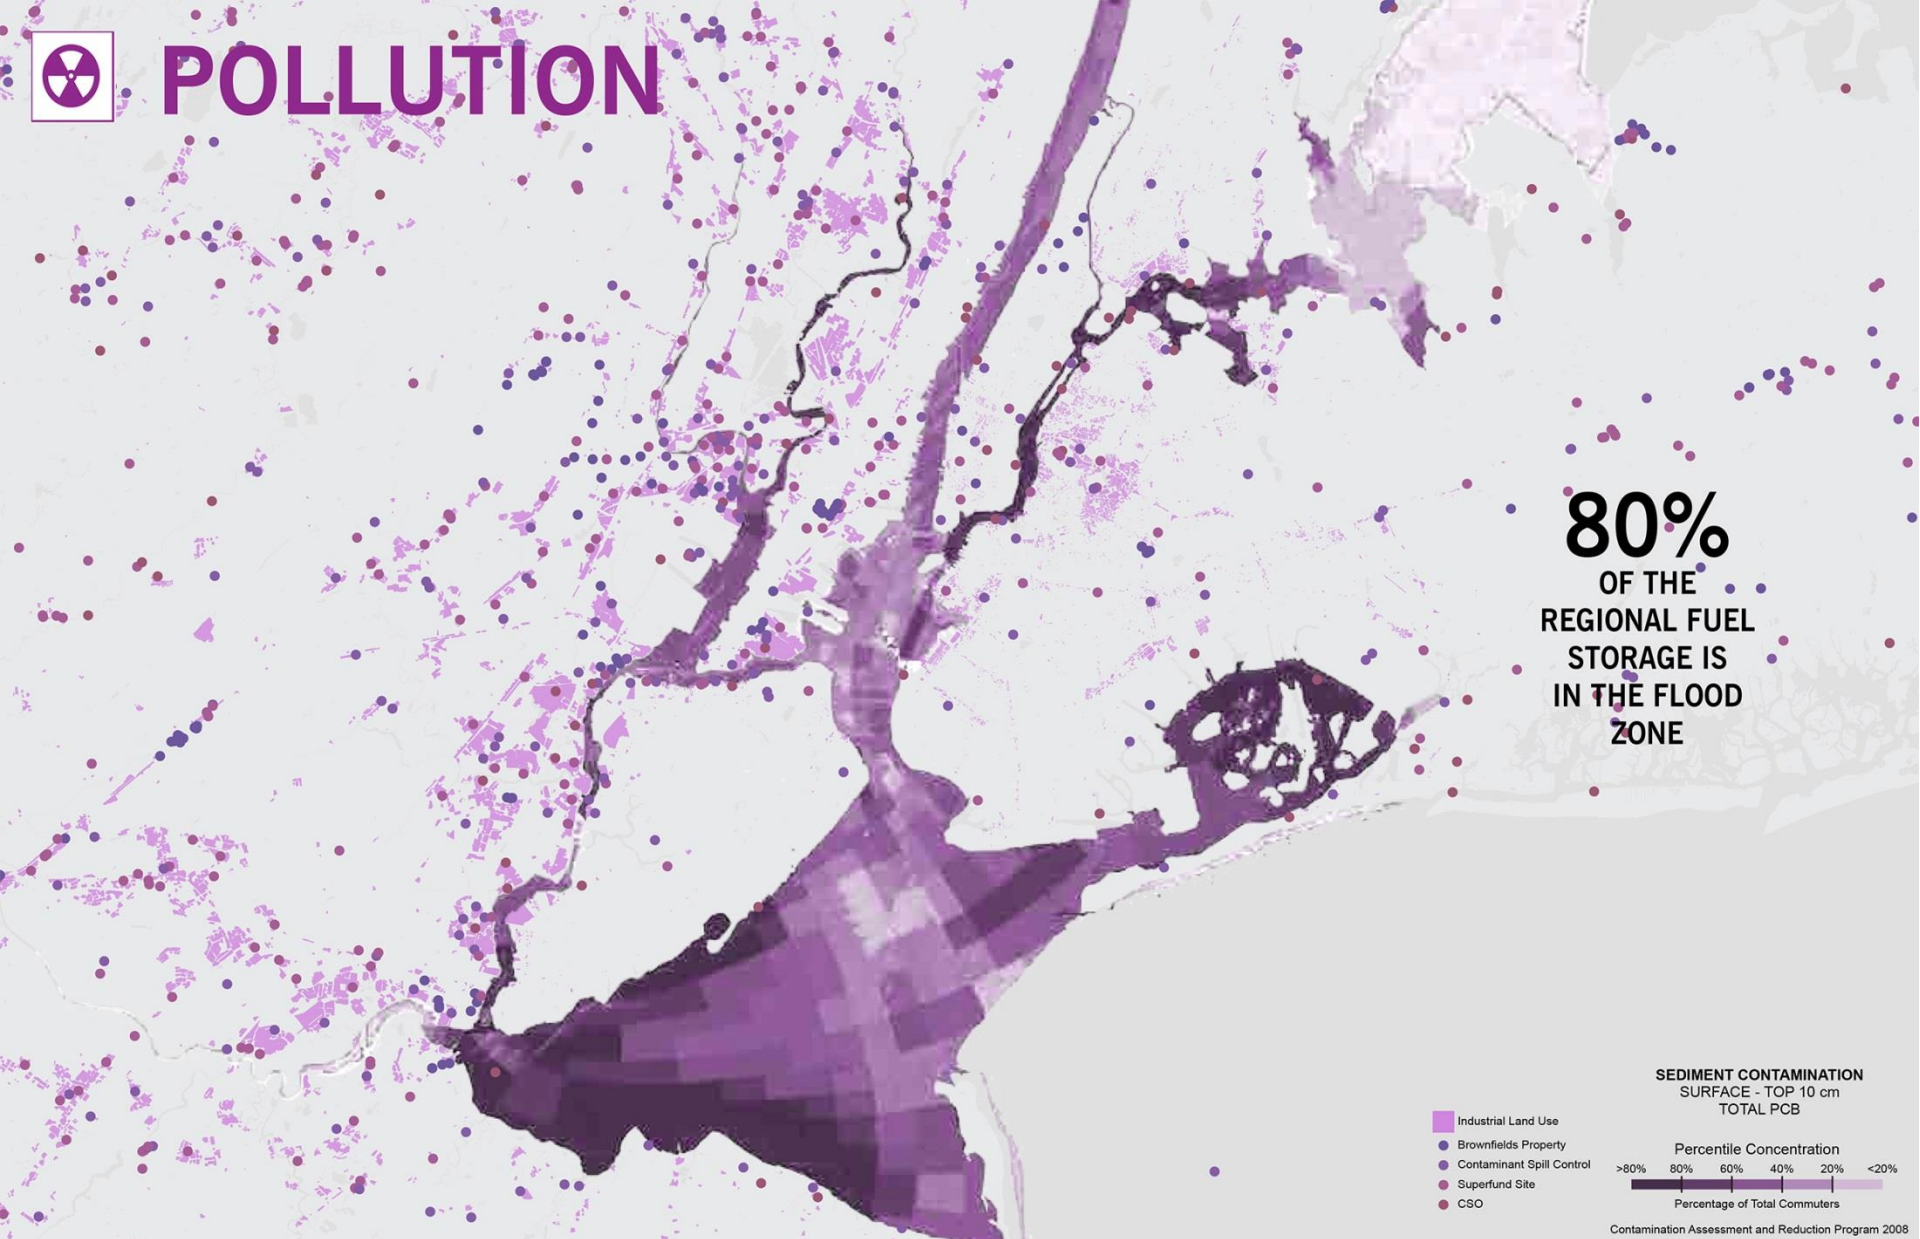 POLLUTION
80%
OF THE
REGIONAL FUEL
STORAGE IS
IN THE FLOOD
ZONE
SEDIMENT CONTAMINATION
SURFACE - TOP 10 cm
TOTAL PCB
Industrial Land Use
Brownfields Property
Contaminant Spill Control
Superfund Site
CSO
Percentile Concentration
>80% 80% 60% 40% 20% <20%
Percentage of Total Commuters
Contamination Assessment and Reduction Program 2008